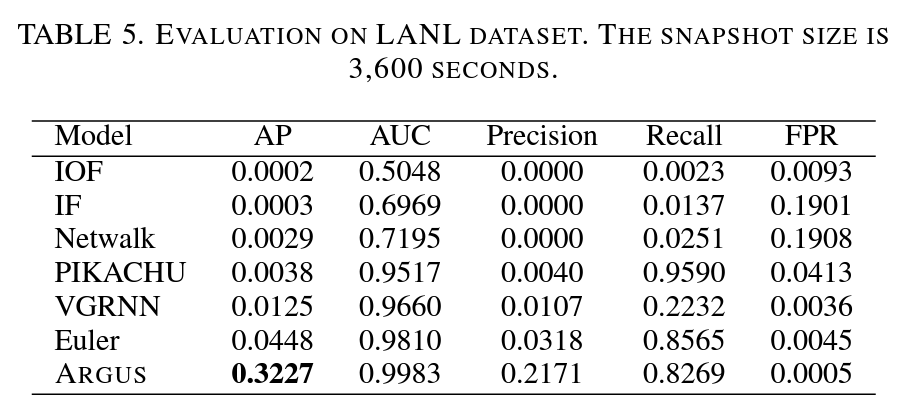 TABLE 5. EVALUATION ON LANL DATASET. THE SNAPSHOT SIZE IS
3,600 SECONDS.
Model AP AUC Precision Recall FPR
IOF 0.0002 0.5048 0.0000 0.0023 0.0093
IF 0.0003 0.6969 0.0000 0.0137 0.1901
Netwalk 0.0029 0.7195 0.0000 0.0251 0.1908
PIKACHU 0.0038 0.9517 0.0040 0.9590 0.0413
VGRNN 0.0125 0.9660 0.0107 0.2232 0.0036
Euler 0.0448 0.9810 0.0318 0.8565 0.0045
ARGUS 0.3227 0.9983 0.2171 0.8269 0.0005